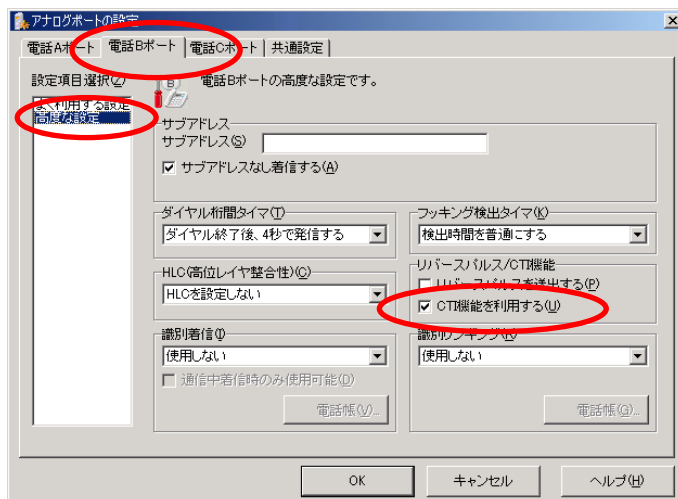 アナログポートの設定
電話Aポート 電話Bポート 電話Cポート 共通設定
設定項目選択(Z)
よく利用する設定
高度な設定
電話Bポートの高度な設定です。
サブアドレス
サブアドレス(S)
サブアドレスなし着信する(A)
ダイヤル桁間タイマ(T)
ダイヤル終了後、4秒で発信する
フッキング検出タイマ(K)
検出時間を普通にする
HLC(高位レイヤ整合性)(C)
HLCを設定しない
リバースパルス/CTI機能
リバースパルスを送出する(P)
CTI機能を利用する(U)
識別着信(I)
使用しない
通信中着信時のみ使用可能(D)
電話帳(V)...
識別リンギング(R)
使用しない
電話帳(G)...
OK キャンセル ヘルプ(H)